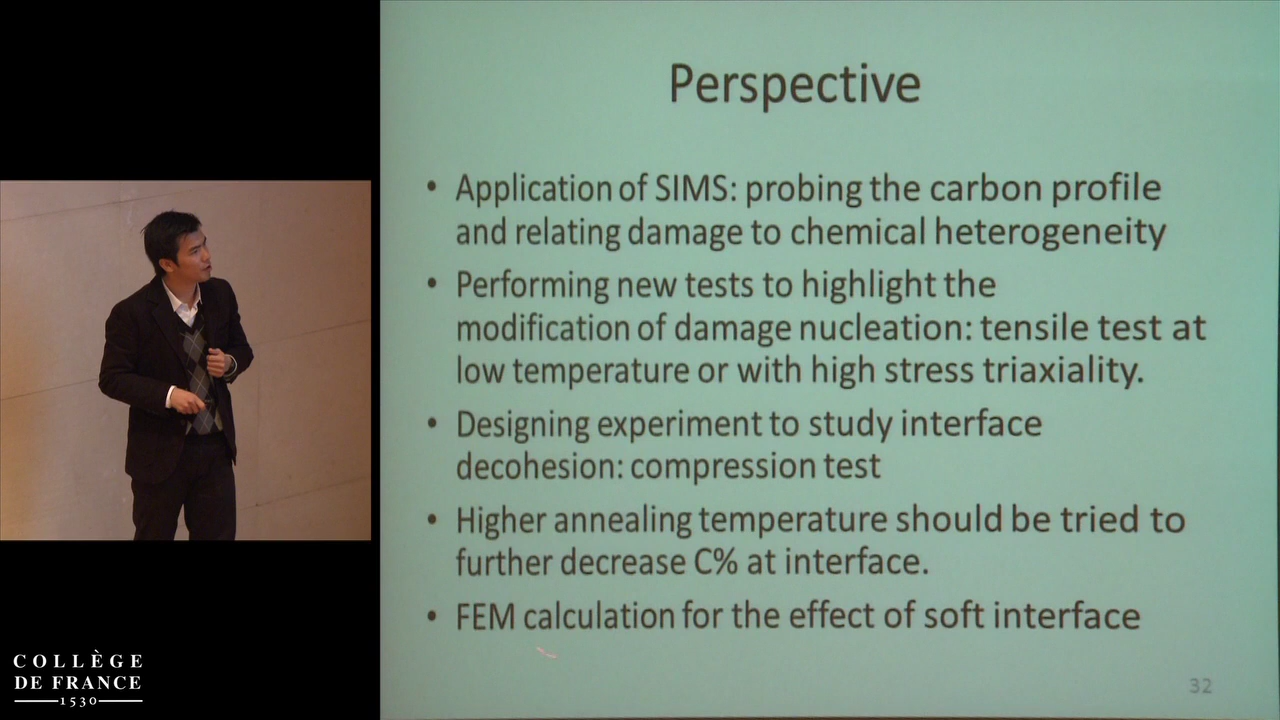 Perspective
• Application of SIMS: probing the carbon profile
and relating damage to chemical heterogeneity
• Performing new tests to highlight the
modification of damage nucleation: tensile test at
low temperature or with high stress triaxiality.
• Designing experiment to study interface
decohesion: compression test
• Higher annealing temperature should be tried to
further decrease C% at interface.
• FEM calculation for the effect of soft interface
32
COLLÈGE
DE FRANCE
1530